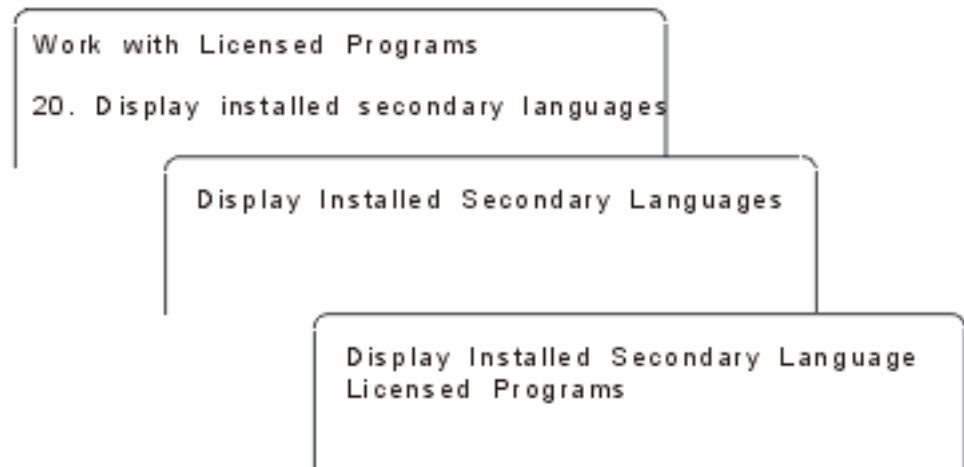 Work with Licensed Programs
20. Display installed secondary languages
Display Installed Secondary Languages
Display Installed Secondary Language
Licensed Programs